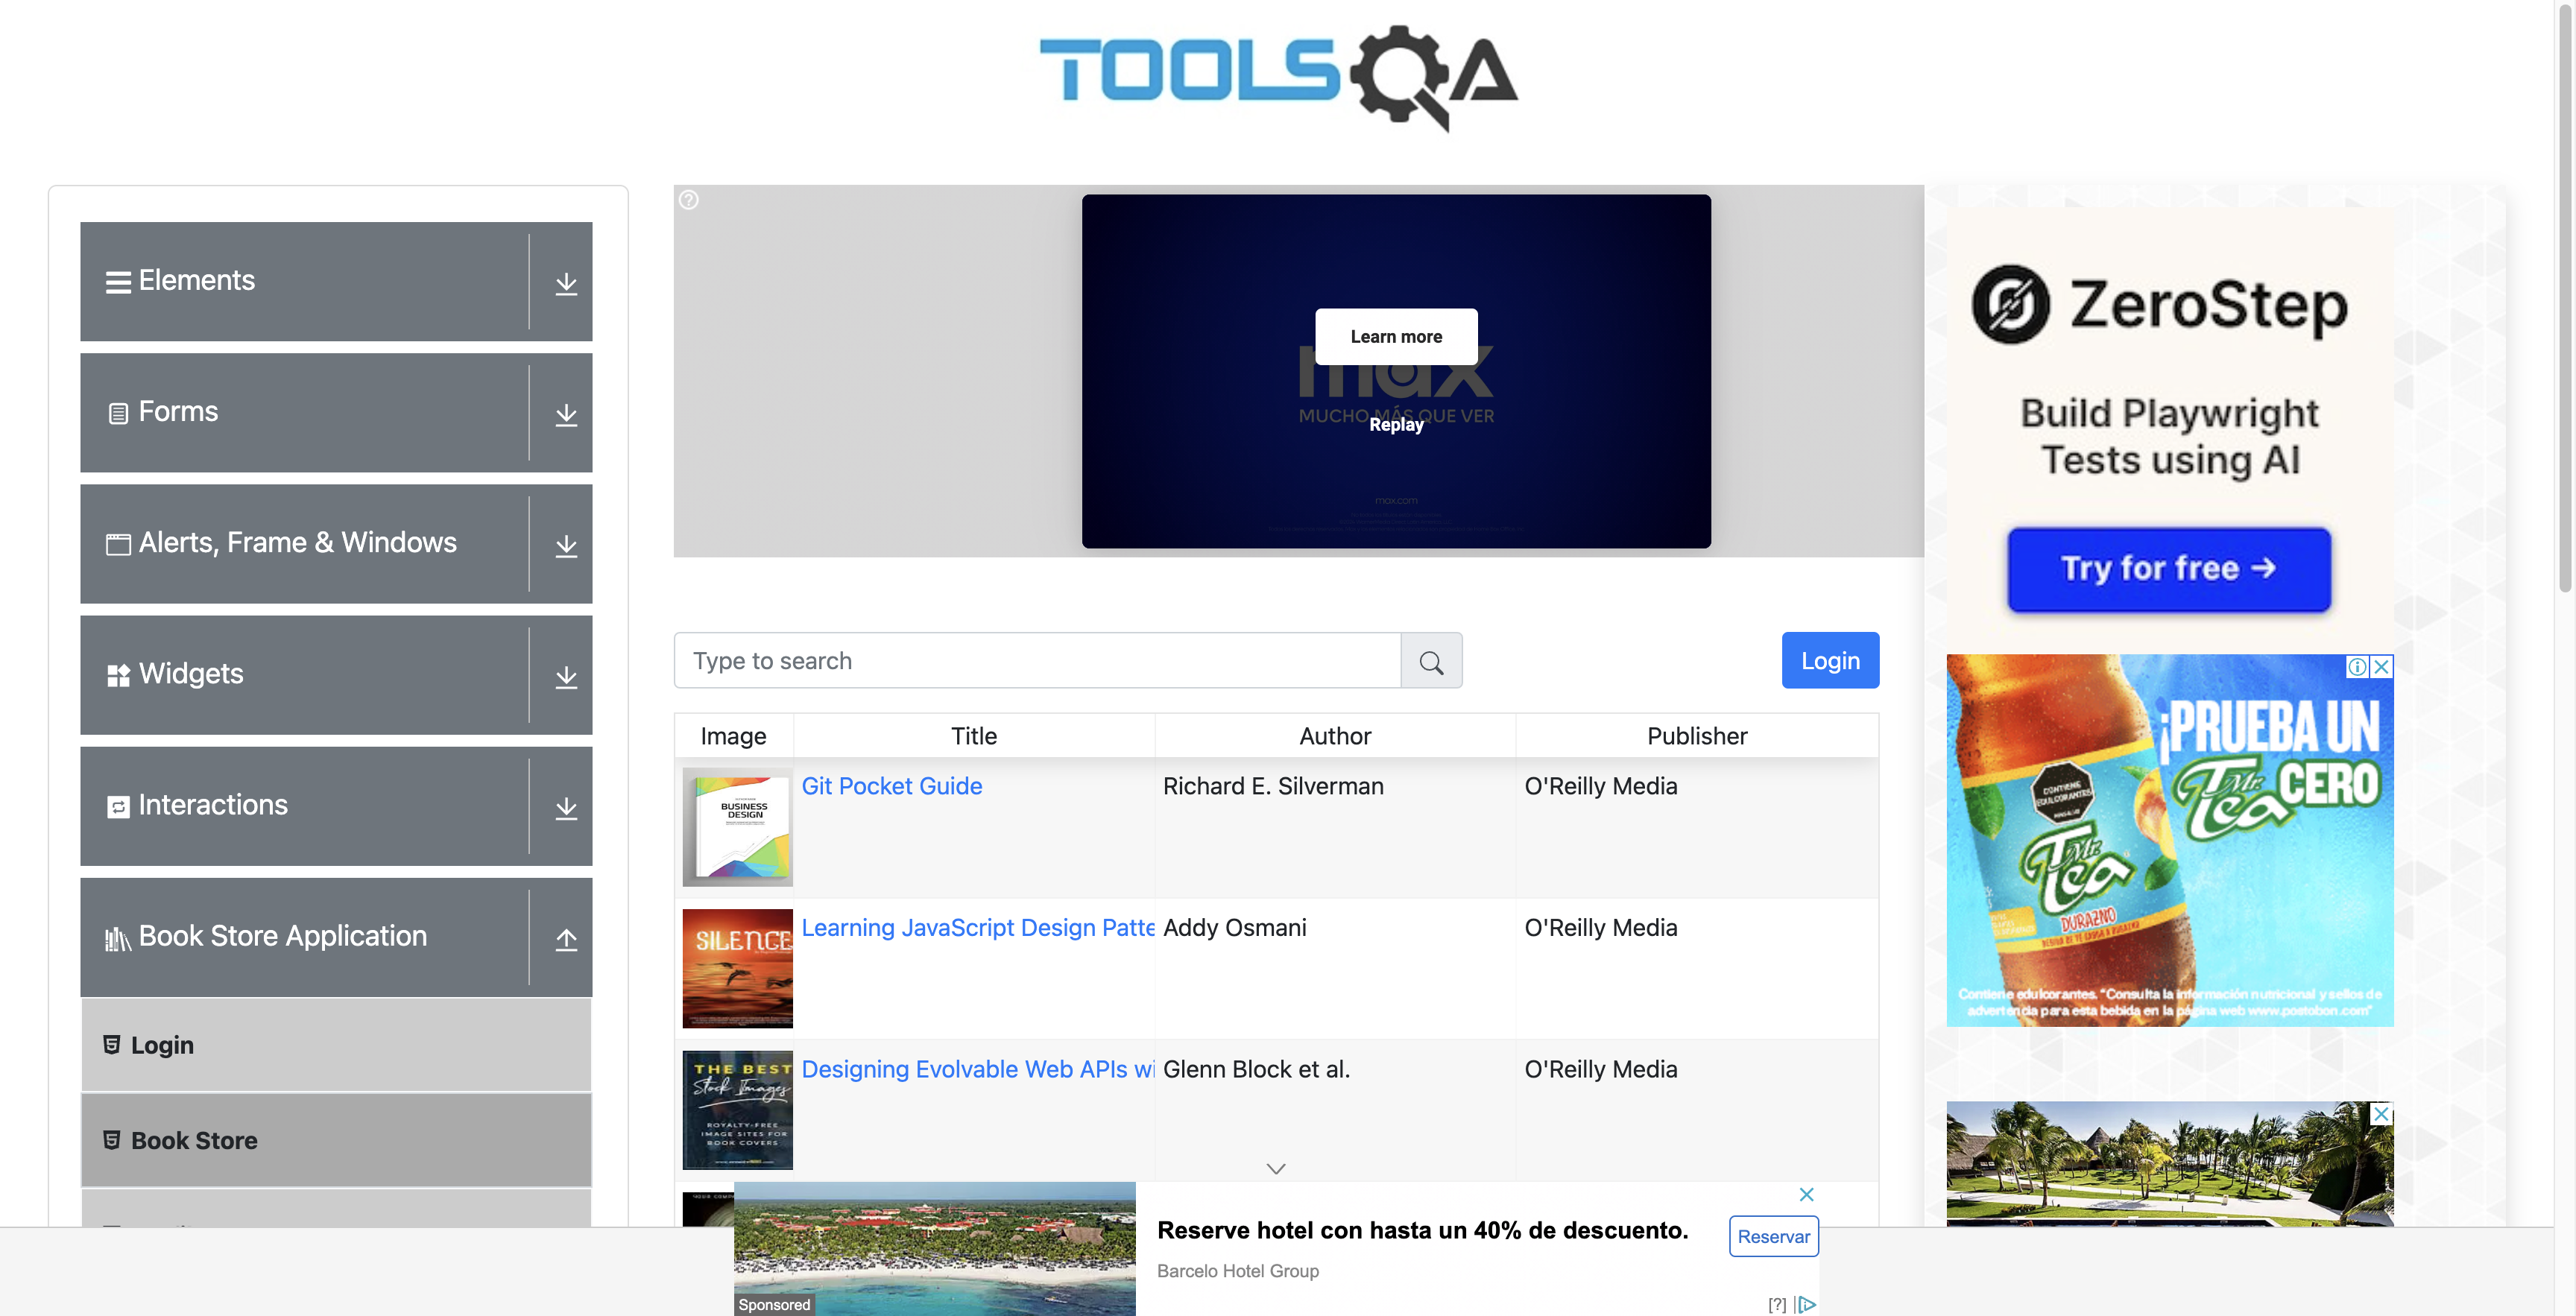 TOOLSQA
Elements
Forms
Alerts, Frame & Windows
Widgets
Interactions
Book Store Application
Login
Book Store
Learn more
max
MUCHO MÁS QUE VER
Replay
max.com
Type to search
Login
Image Title Author Publisher
BUSINESS
DESIGN
Git Pocket Guide Richard E. Silverman O'Reilly Media
SILENCE
Learning JavaScript Design Patte Addy Osmani O'Reilly Media
THE BEST
Stock Images
ROYALTY-FREE
IMAGE SITES FOR
BOOK COVERS
Designing Evolvable Web APIs wi Glenn Block et al. O'Reilly Media
ZeroStep
Build Playwright
Tests using AI
Try for free →
¡PRUEBA UN
Mr. Tea CERO
CONTIENE
EDULCORANTES
Mr.
Tea
DURAZNO
Contiene edulcorantes. "Consulta la información nutricional y sellos de
advertencia para esta bebida en la página web www.postobon.com"
Reserve hotel con hasta un 40% de descuento.
Barcelo Hotel Group
Reservar
Sponsored
[?]